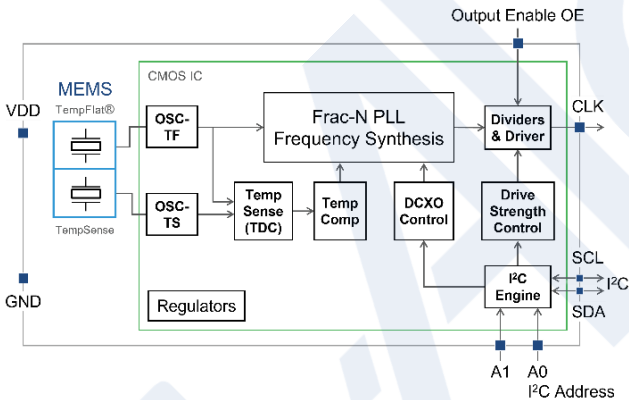 Output Enable OE
CMOS IC
MEMS
TempFlat®
VDD
OSC-
TF
Frac-N PLL
Frequency Synthesis
Dividers
& Driver
CLK
TempSense
OSC-
TS
Temp
Sense
(TDC)
Temp
Comp
DCXO
Control
Drive
Strength
Control
GND
Regulators
I²C
Engine
SCL
I²C
SDA
A1
A0
I²C Address